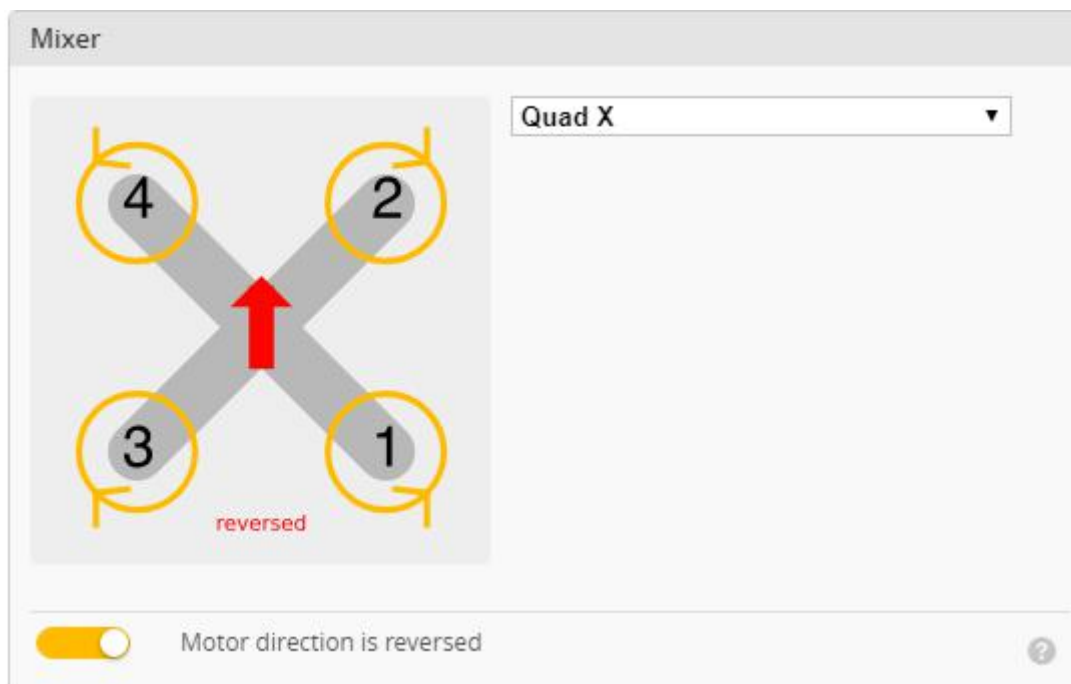 Mixer
Quad X
4 2
3 1
reversed
Motor direction is reversed
?